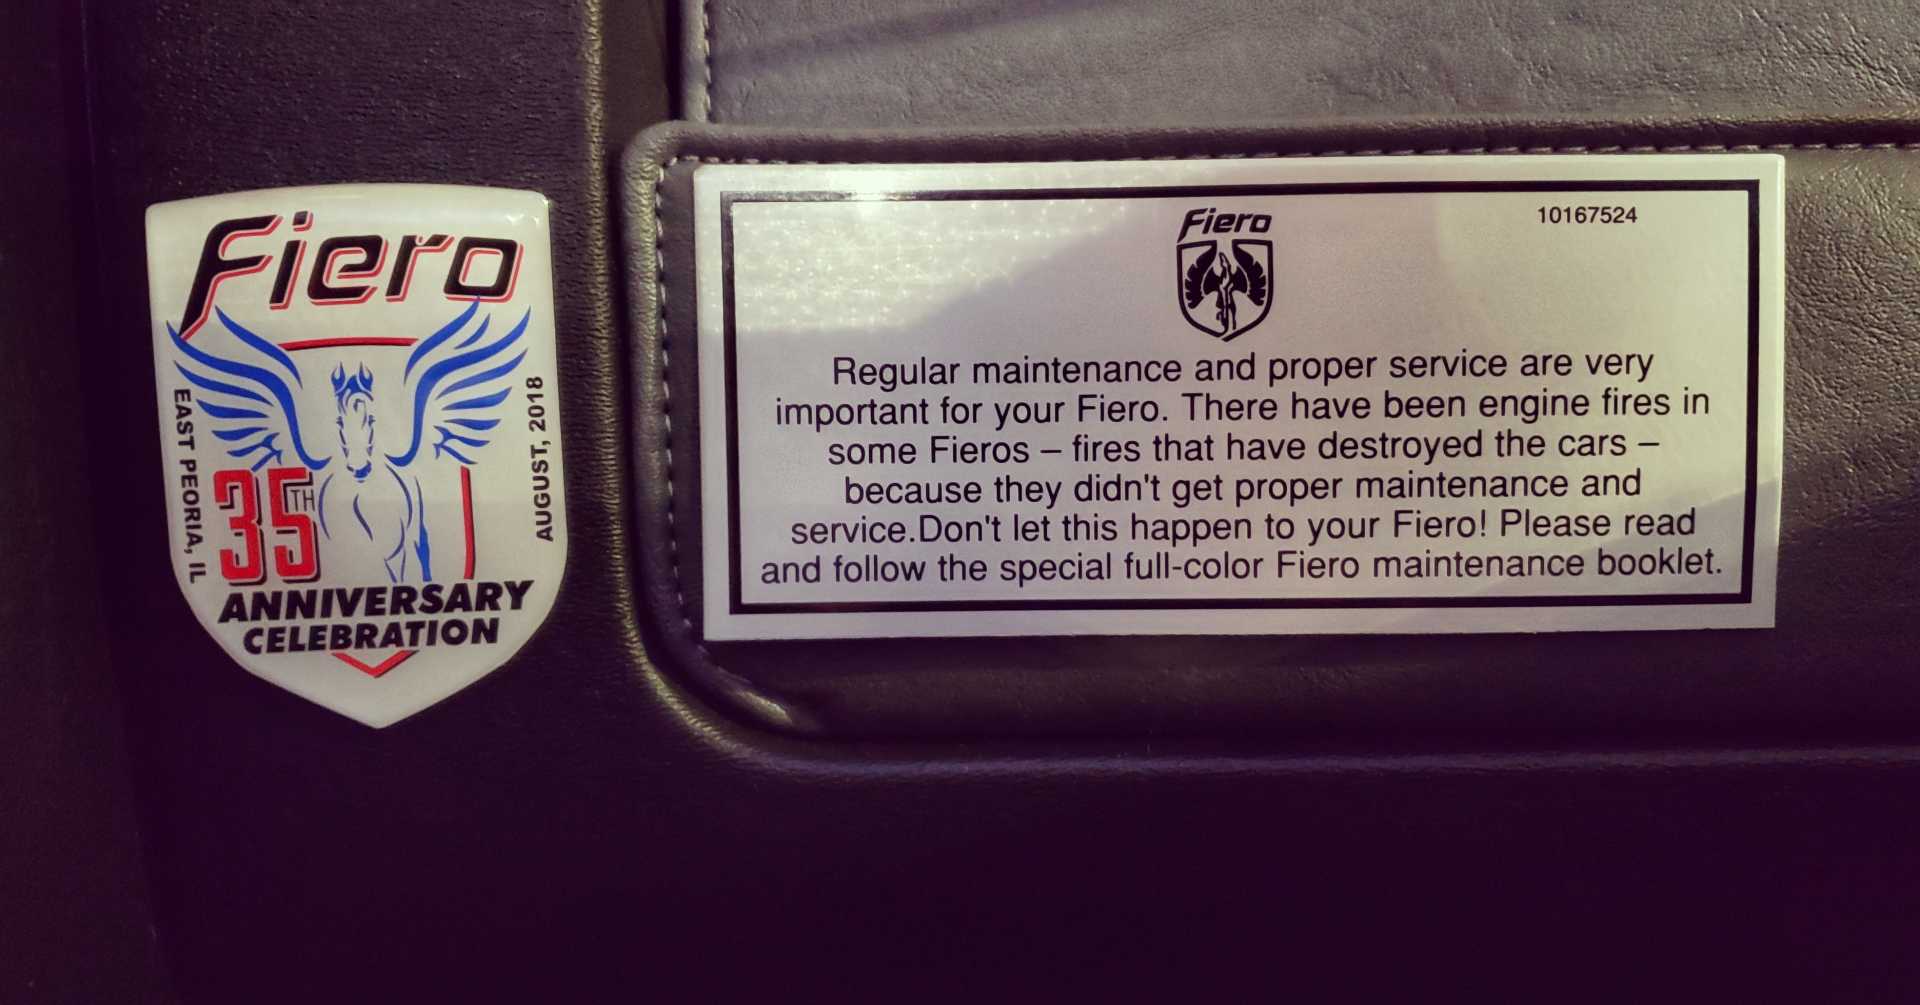 Fiero
EAST PEORIA, IL
AUGUST, 2018
35TH
ANNIVERSARY
CELEBRATION
Fiero
10167524
Regular maintenance and proper service are very
important for your Fiero. There have been engine fires in
some Fieros – fires that have destroyed the cars –
because they didn't get proper maintenance and
service.Don't let this happen to your Fiero! Please read
and follow the special full-color Fiero maintenance booklet.